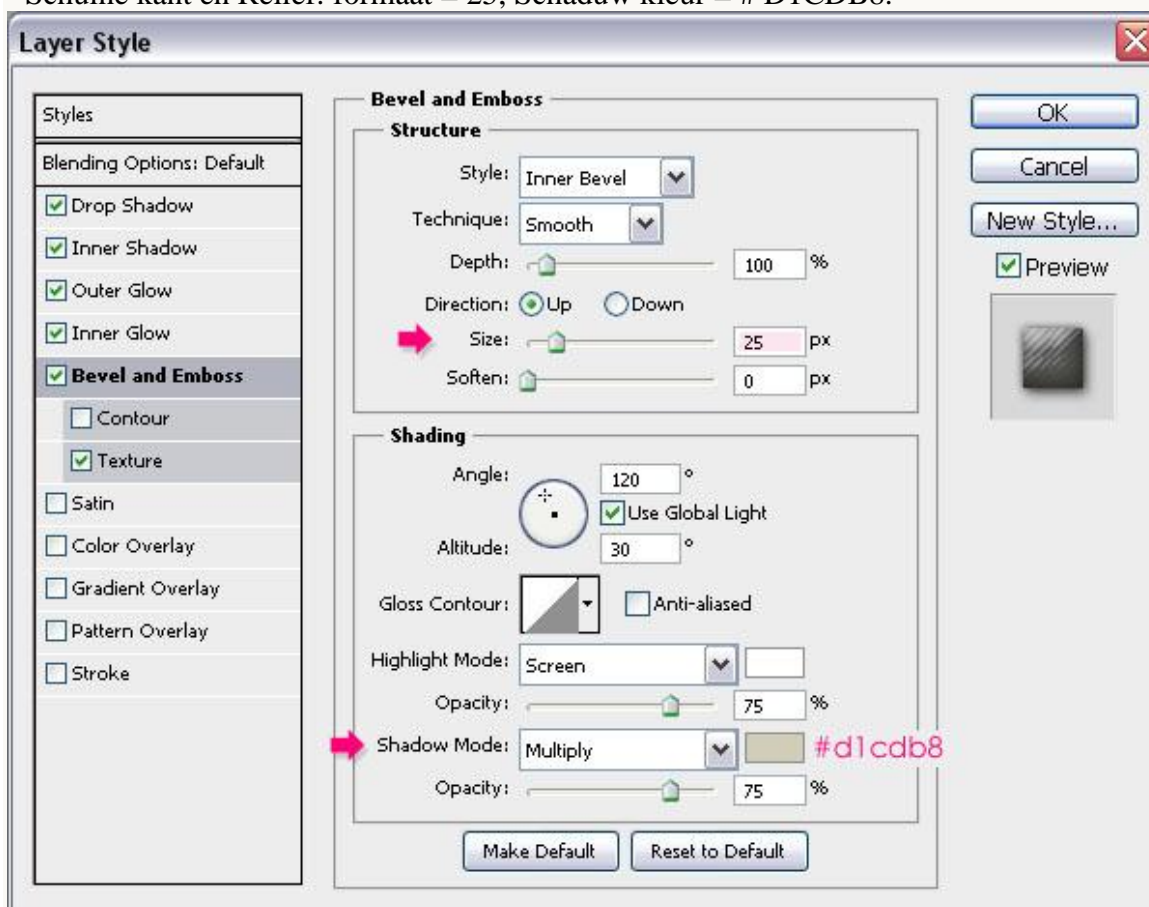 Schuine kant en Reliëf: formaat = 25; Schaduw kleur = # D1CDB8.
Layer Style
Styles
Blending Options: Default
Drop Shadow
Inner Shadow
Outer Glow
Inner Glow
Bevel and Emboss
Contour
Texture
Satin
Color Overlay
Gradient Overlay
Pattern Overlay
Stroke
Bevel and Emboss
Structure
Style: Inner Bevel
Technique: Smooth
Depth: 100 %
Direction: Up Down
Size: 25 px
Soften: 0 px
Shading
Angle: 120 °
Use Global Light
Altitude: 30 °
Gloss Contour: Anti-aliased
Highlight Mode: Screen
Opacity: 75 %
Shadow Mode: Multiply #d1cdb8
Opacity: 75 %
Make Default Reset to Default
OK
Cancel
New Style...
Preview